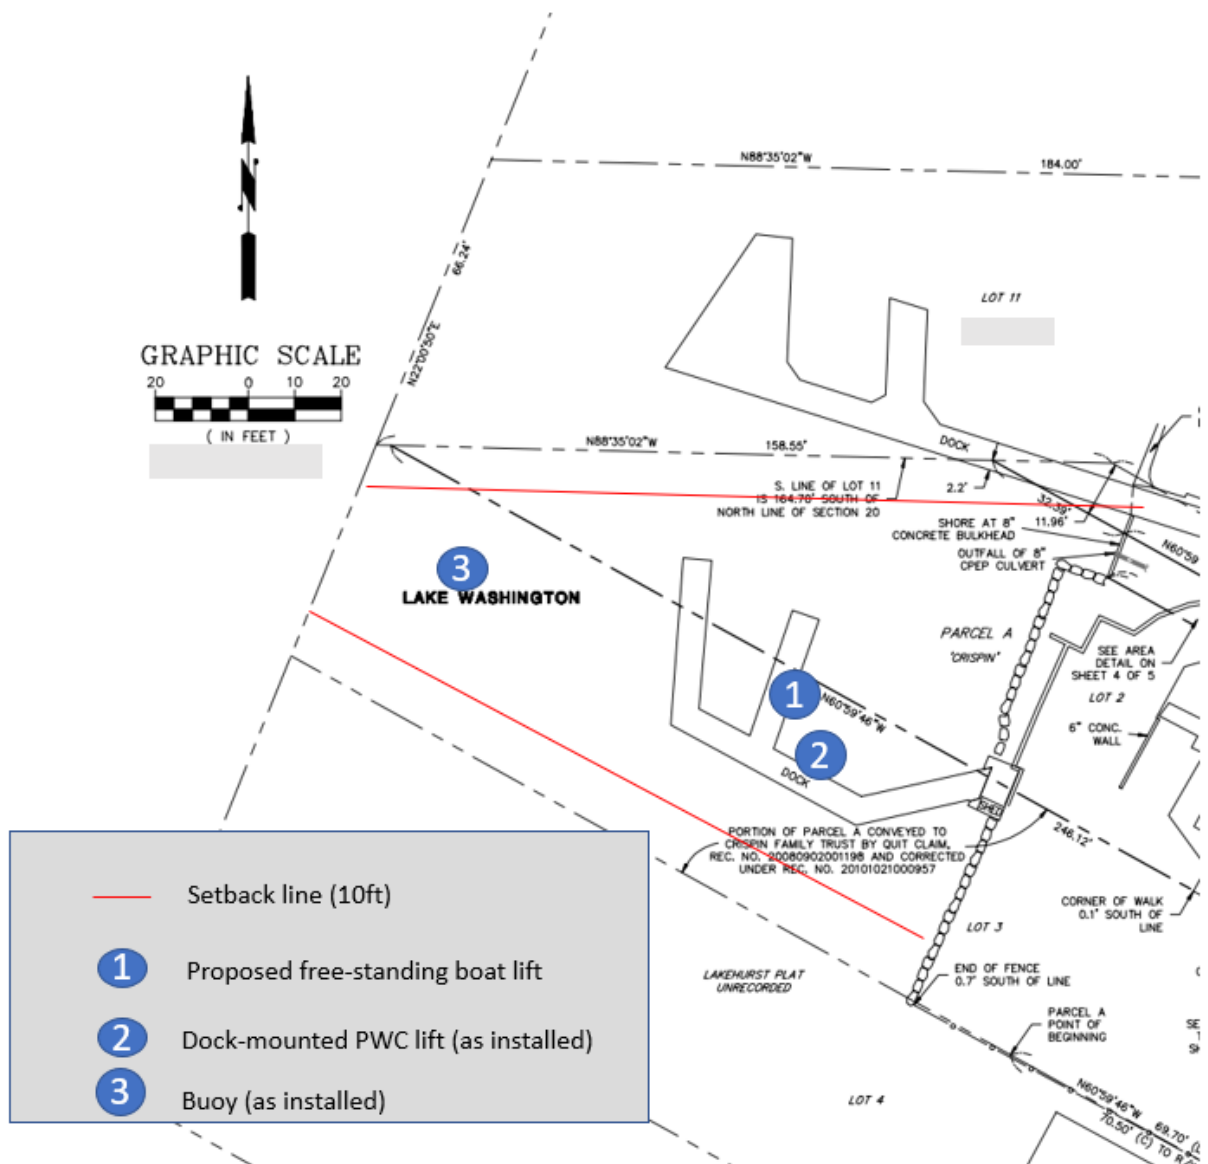 N88°35'02"W
184.00'
66.24'
N22°00'50"E
LOT 11
GRAPHIC SCALE
20 0 10 20
( IN FEET )
N88°35'02"W
158.55'
DOCK
S. LINE OF LOT 11
IS 164.70' SOUTH OF
NORTH LINE OF SECTION 20
2.2'
32.39'
11.96'
SHORE AT 8"
CONCRETE BULKHEAD
OUTFALL OF 8"
CPEP CULVERT
N60°59
3
LAKE WASHINGTON
PARCEL A
"CRISPIN"
SEE AREA
DETAIL ON
SHEET 4 OF 5
LOT 2
1
N60°59'46"W
6" CONC.
WALL
2
DOCK
SHED
PORTION OF PARCEL A CONVEYED TO
CRISPIN FAMILY TRUST BY QUIT CLAIM,
REC. NO. 20080902001198 AND CORRECTED
UNDER REC. NO. 20101021000957
246.12'
CORNER OF WALK
0.1' SOUTH OF
LINE
LOT 3
LAKEHURST PLAT
UNRECORDED
END OF FENCE
0.7' SOUTH OF LINE
PARCEL A
POINT OF
BEGINNING
SE
LOT 4
N60°59'46"W
69.70'
70.50' (C) TO
Setback line (10ft)
1 Proposed free-standing boat lift
2 Dock-mounted PWC lift (as installed)
3 Buoy (as installed)